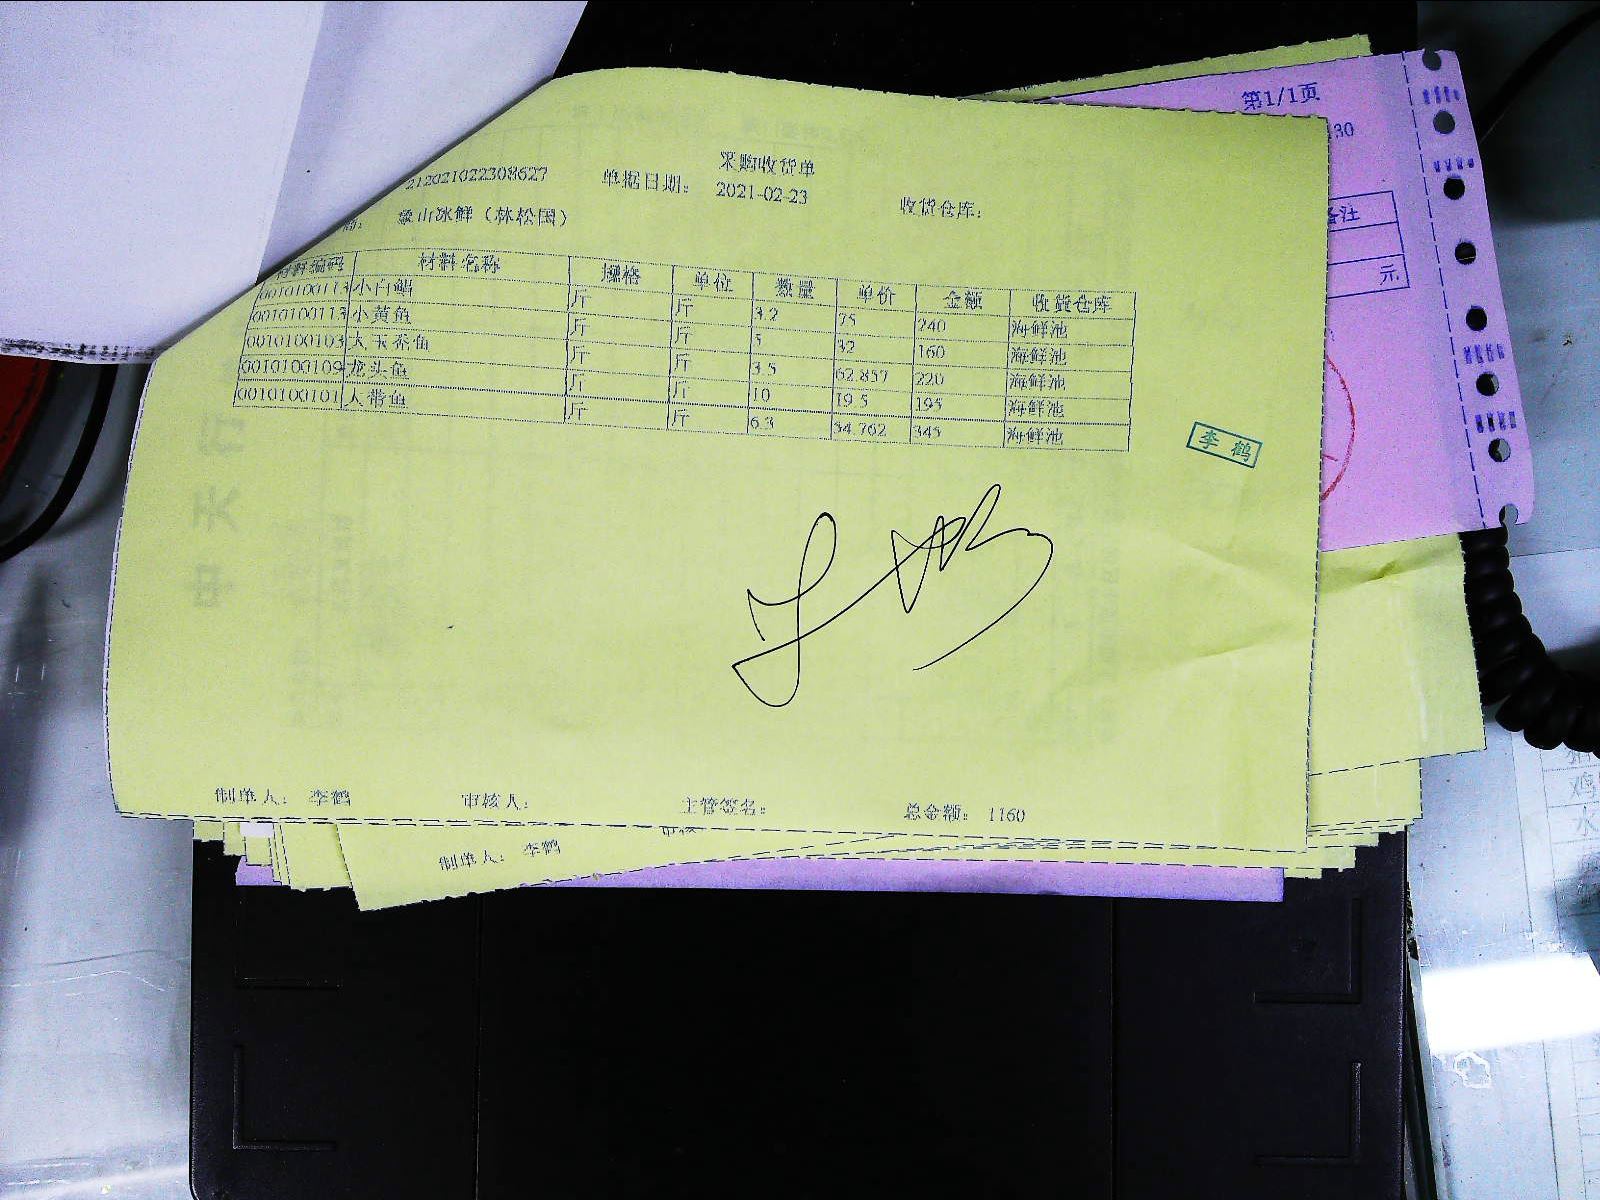 第1/1页
采购收货单
212021022308627 单据日期: 2021-02-23 收货仓库:
商: 象山冰鲜（林松国）
材料编码 材料名称 规格 单位 数量 单价 金额 收货仓库
0010100113 小白鲳 斤 斤 3.2 75 240 海鲜池
0010100113 小黄鱼 斤 斤 5 32 160 海鲜池
0010100103 大玉秃鱼 斤 斤 3.5 62.857 220 海鲜池
0010100109 龙头鱼 斤 斤 10 19.5 195 海鲜池
0010100101 大带鱼 斤 斤 6.3 54.762 345 海鲜池
备注
元
李鹤
制单人: 李鹤 审核人: 主管签名: 总金额: 1160
制单人: 李鹤
鸡
水